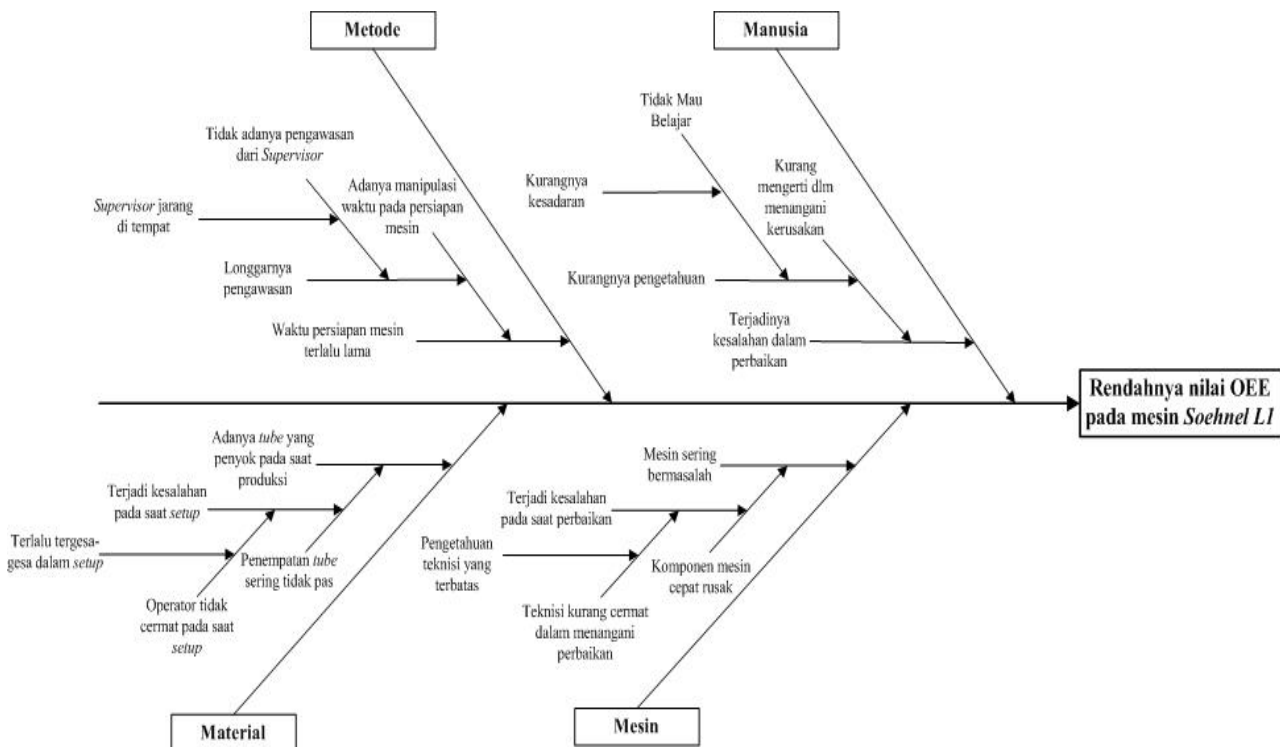 Metode
Manusia
Tidak Mau
Belajar
Tidak adanya pengawasan
dari Supervisor
Kurang
mengerti dlm
menangani
kerusakan
Kurangnya
kesadaran
Adanya manipulasi
waktu pada persiapan
mesin
Supervisor jarang
di tempat
Longgarnya
pengawasan
Kurangnya pengetahuan
Waktu persiapan mesin
terlalu lama
Terjadinya
kesalahan dalam
perbaikan
Rendahnya nilai OEE
pada mesin Soehnel L1
Adanya tube yang
penyok pada saat
produksi
Mesin sering
bermasalah
Terjadi kesalahan
pada saat setup
Terjadi kesalahan
pada saat perbaikan
Terlalu tergesa-
gesa dalam setup
Penempatan tube
sering tidak pas
Pengetahuan
teknisi yang
terbatas
Komponen mesin
cepat rusak
Operator tidak
cermat pada saat
setup
Teknisi kurang cermat
dalam menangani
perbaikan
Material
Mesin